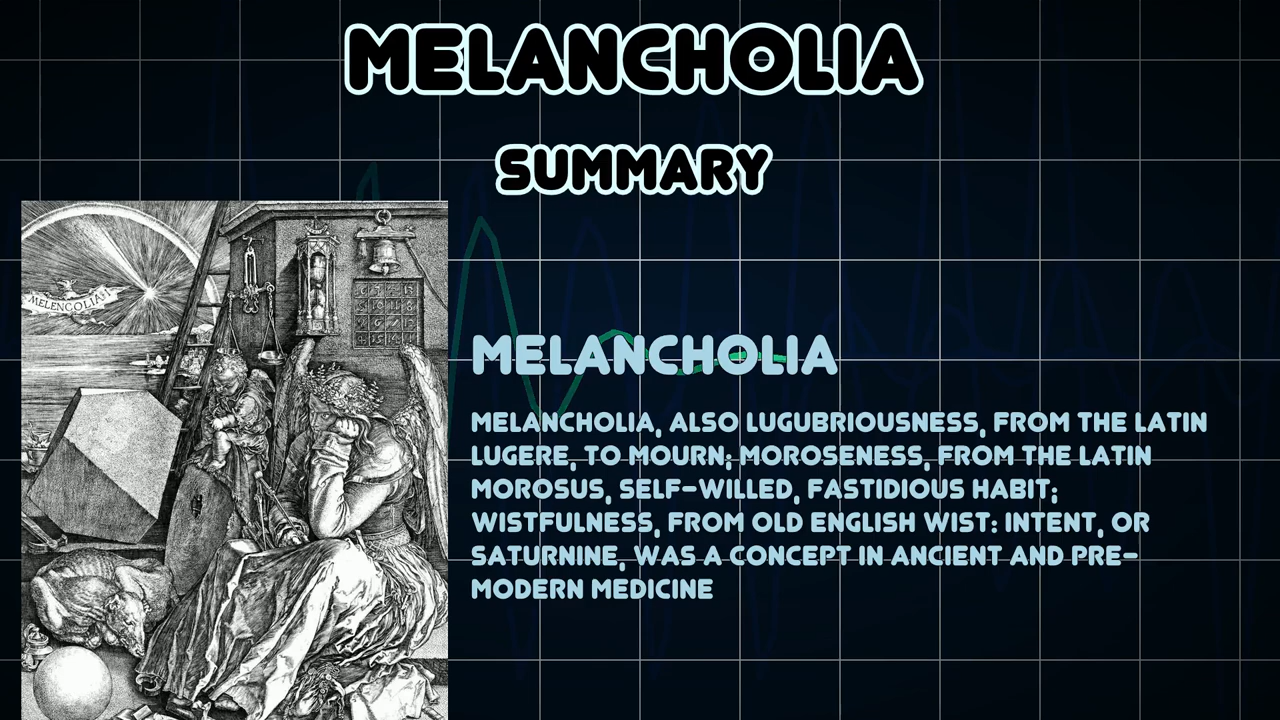 MELANCHOLIA
SUMMARY
MELENCOLIA§I
MELANCHOLIA
MELANCHOLIA, ALSO LUGUBRIOUSNESS, FROM THE LATIN
LUGERE, TO MOURN; MOROSENESS, FROM THE LATIN
MOROSUS, SELF-WILLED, FASTIDIOUS HABIT;
WISTFULNESS, FROM OLD ENGLISH WIST: INTENT, OR
SATURNINE, WAS A CONCEPT IN ANCIENT AND PRE-
MODERN MEDICINE